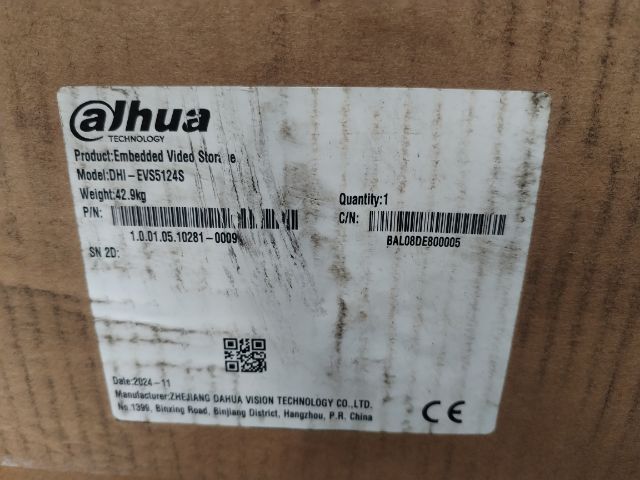 alhua
TECHNOLOGY
Product:Embedded Video Storage
Model:DHI-EVS5124S
Weight:42.9kg
Quantity:1
P/N:
1.0.01.05.10281-0009
C/N:
BAL08DE800005
SN 2D:
Date:2024-11
Manufacturer:ZHEJIANG DAHUA VISION TECHNOLOGY CO.,LTD.
No.1399, Binxing Road, Binjiang District, Hangzhou, P.R. China
CE